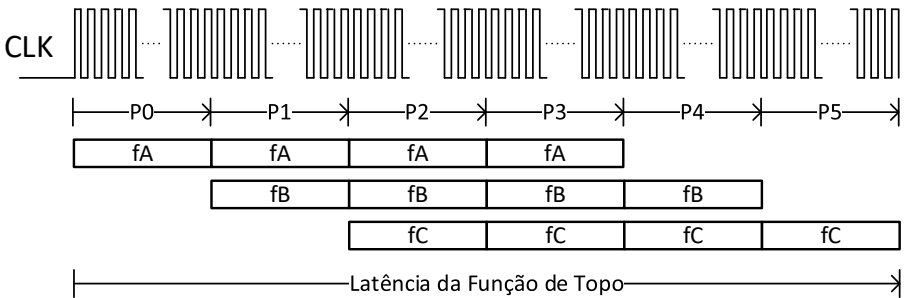 CLK
P0 P1 P2 P3 P4 P5
fA fA fA fA
fB fB fB fB
fC fC fC fC
Latência da Função de Topo